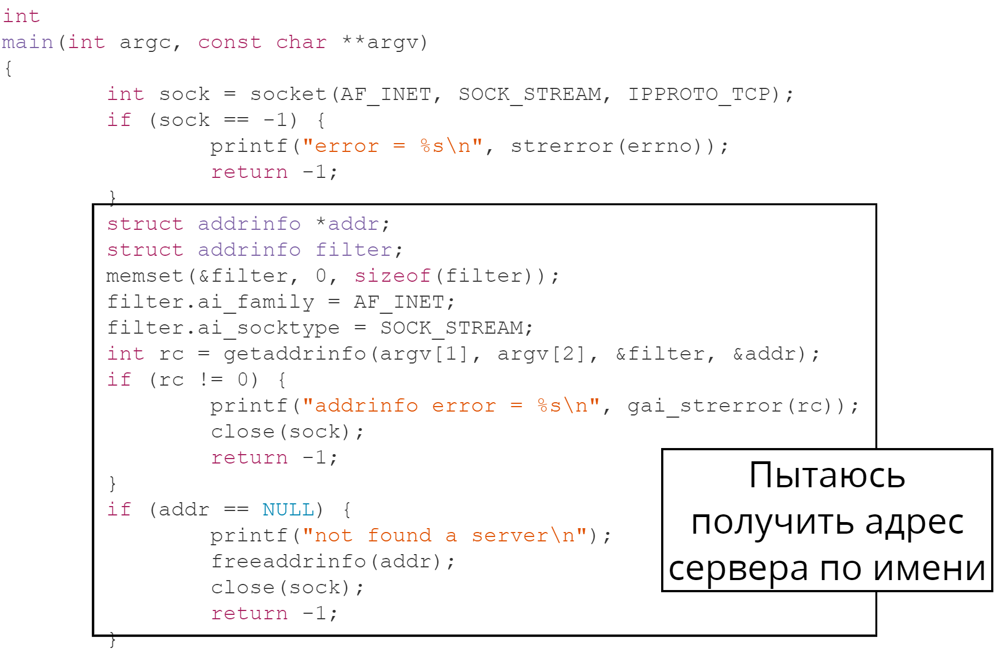 int
main(int argc, const char **argv)
{
        int sock = socket(AF_INET, SOCK_STREAM, IPPROTO_TCP);
        if (sock == -1) {
                printf("error = %s\n", strerror(errno));
                return -1;
        }
        struct addrinfo *addr;
        struct addrinfo filter;
        memset(&filter, 0, sizeof(filter));
        filter.ai_family = AF_INET;
        filter.ai_socktype = SOCK_STREAM;
        int rc = getaddrinfo(argv[1], argv[2], &filter, &addr);
        if (rc != 0) {
                printf("addrinfo error = %s\n", gai_strerror(rc));
                close(sock);
                return -1;
        }
        if (addr == NULL) {
                printf("not found a server\n");
                freeaddrinfo(addr);
                close(sock);
                return -1;
        }
Пытаюсь
получить адрес
сервера по имени